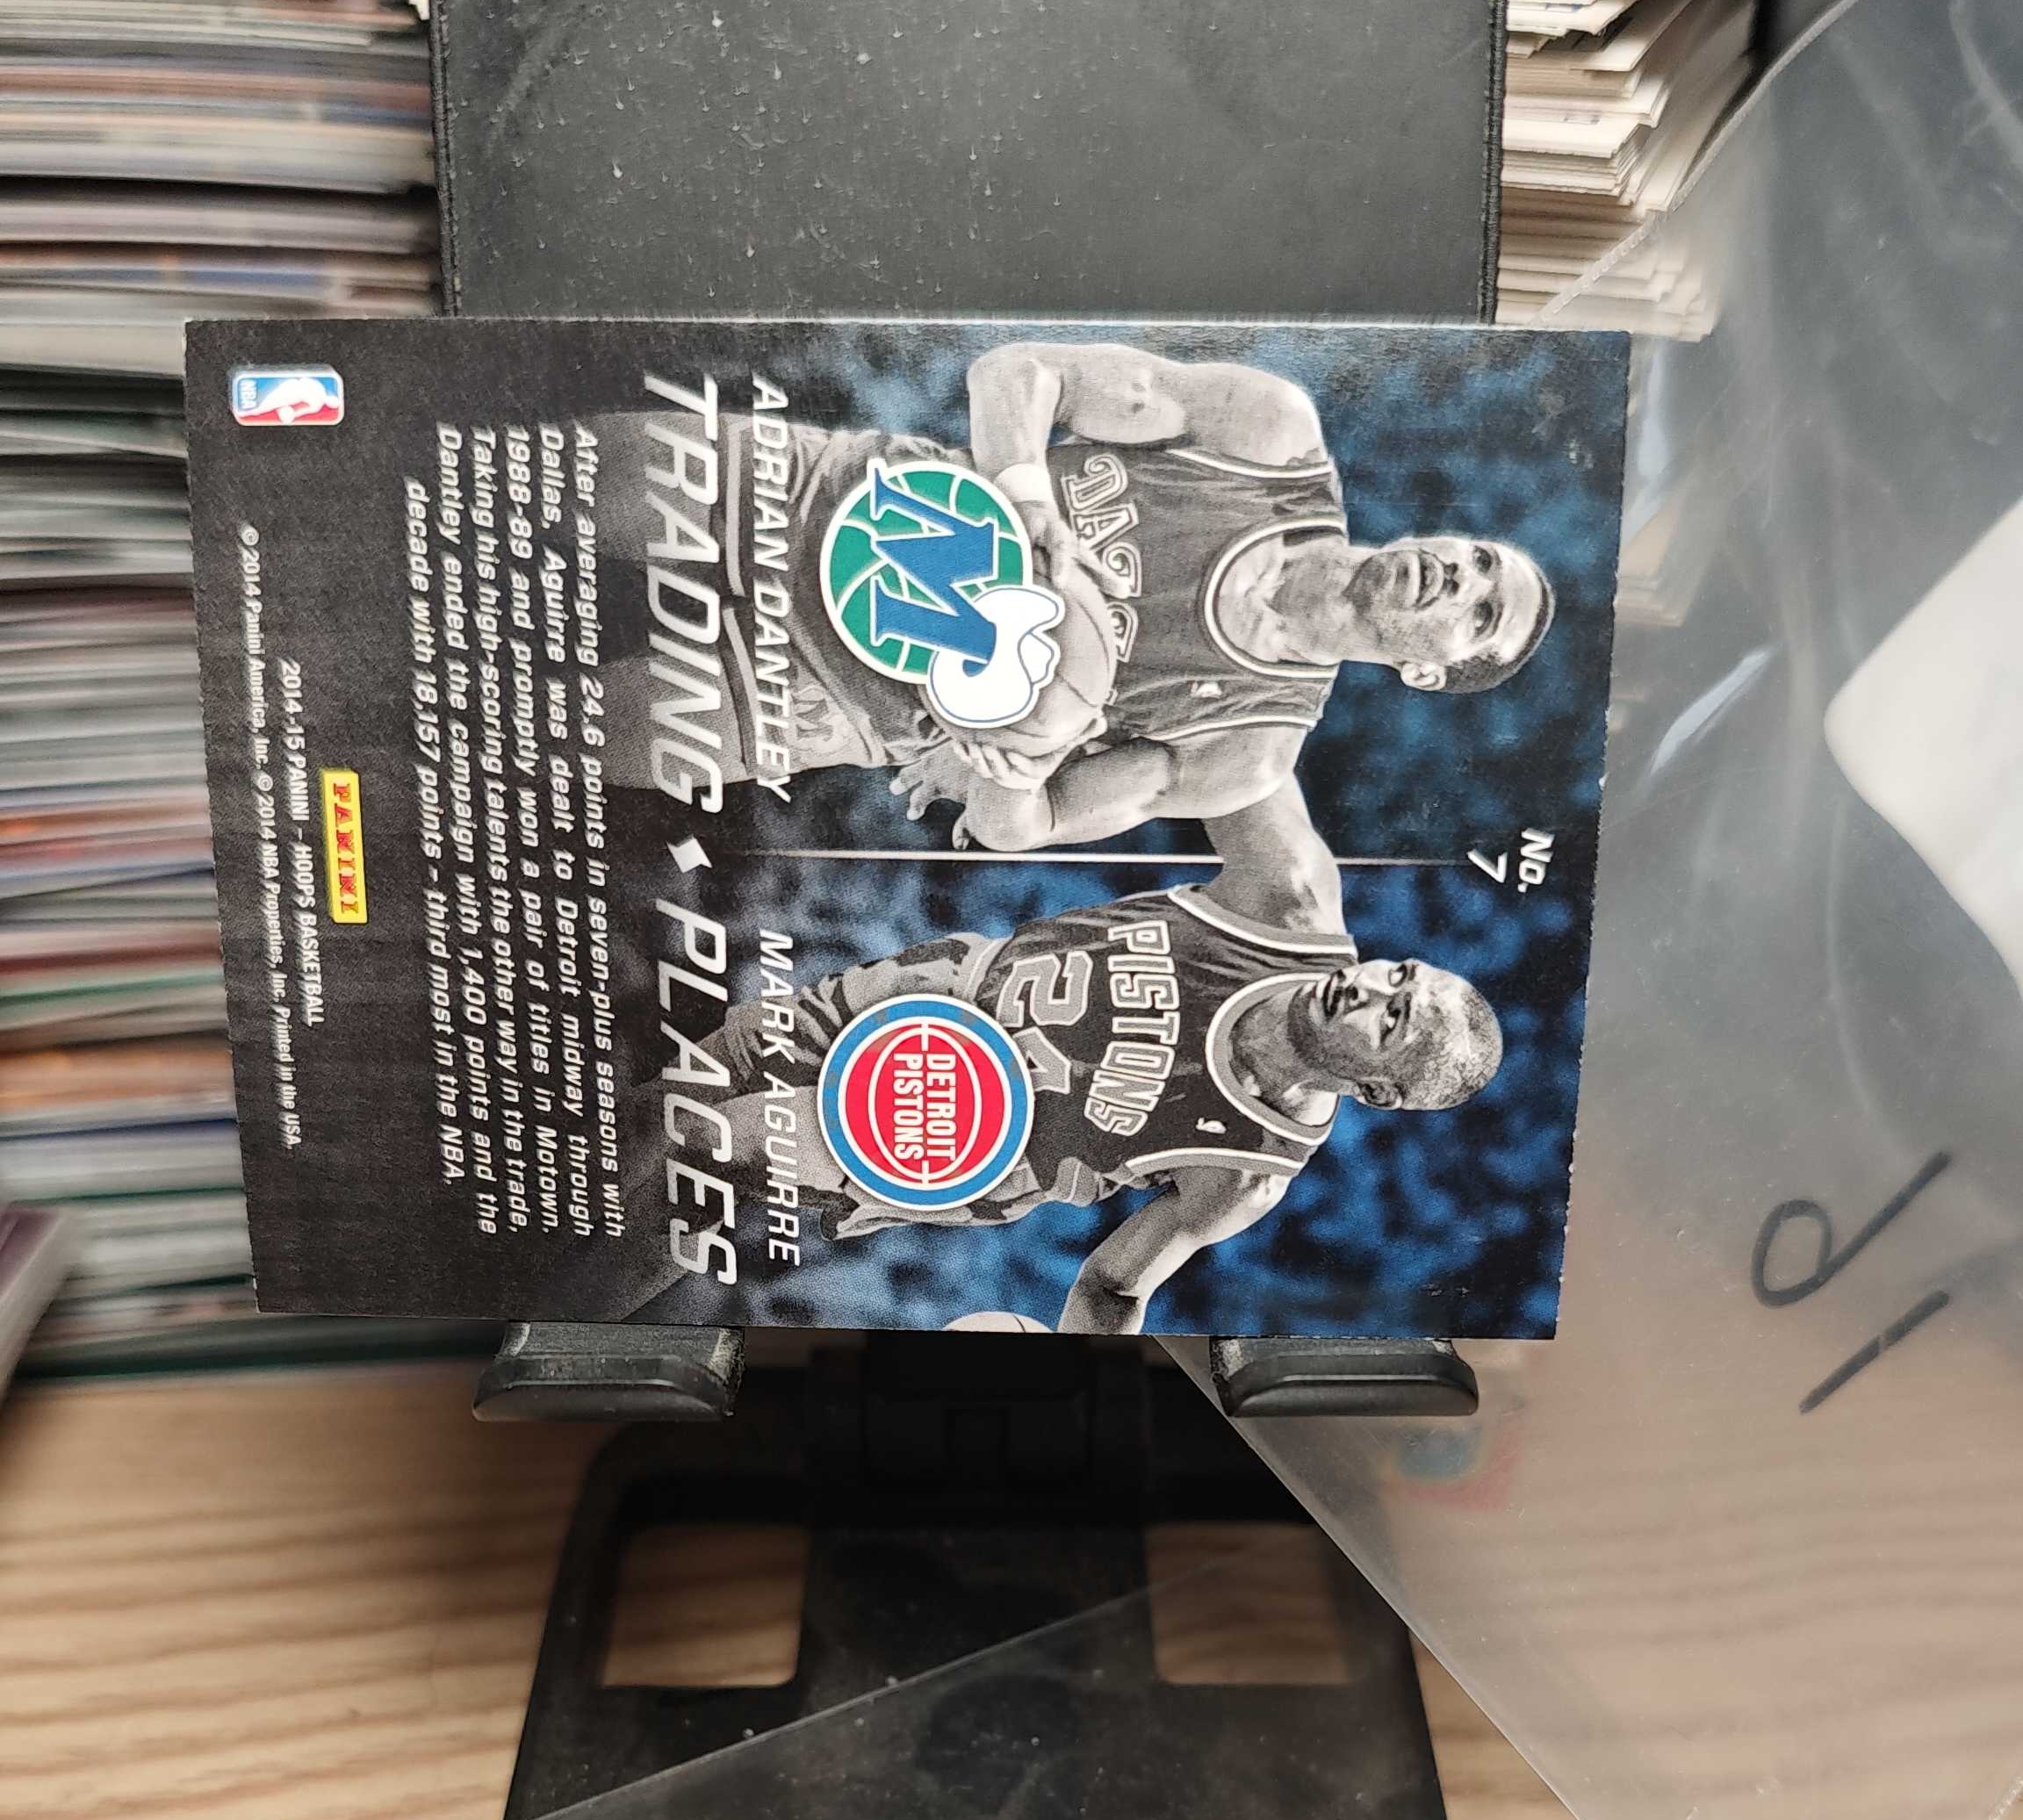 No.
7
DALLAS
PISTONS
24
DETROIT
PISTONS
ADRIAN DANTLEY
MARK AGUIRRE
TRADING PLACES
After averaging 24.6 points in seven-plus seasons with
Dallas, Aguirre was dealt to Detroit midway through
1988-89 and promptly won a pair of titles in Motown.
Taking his high-scoring talents the other way in the trade,
Dantley ended the campaign with 1,400 points and the
decade with 18,157 points – third most in the NBA.
PANINI
2014-15 PANINI – HOOPS BASKETBALL
©2014 Panini America, Inc. © 2014 NBA Properties, Inc. Printed in the USA.
NBA